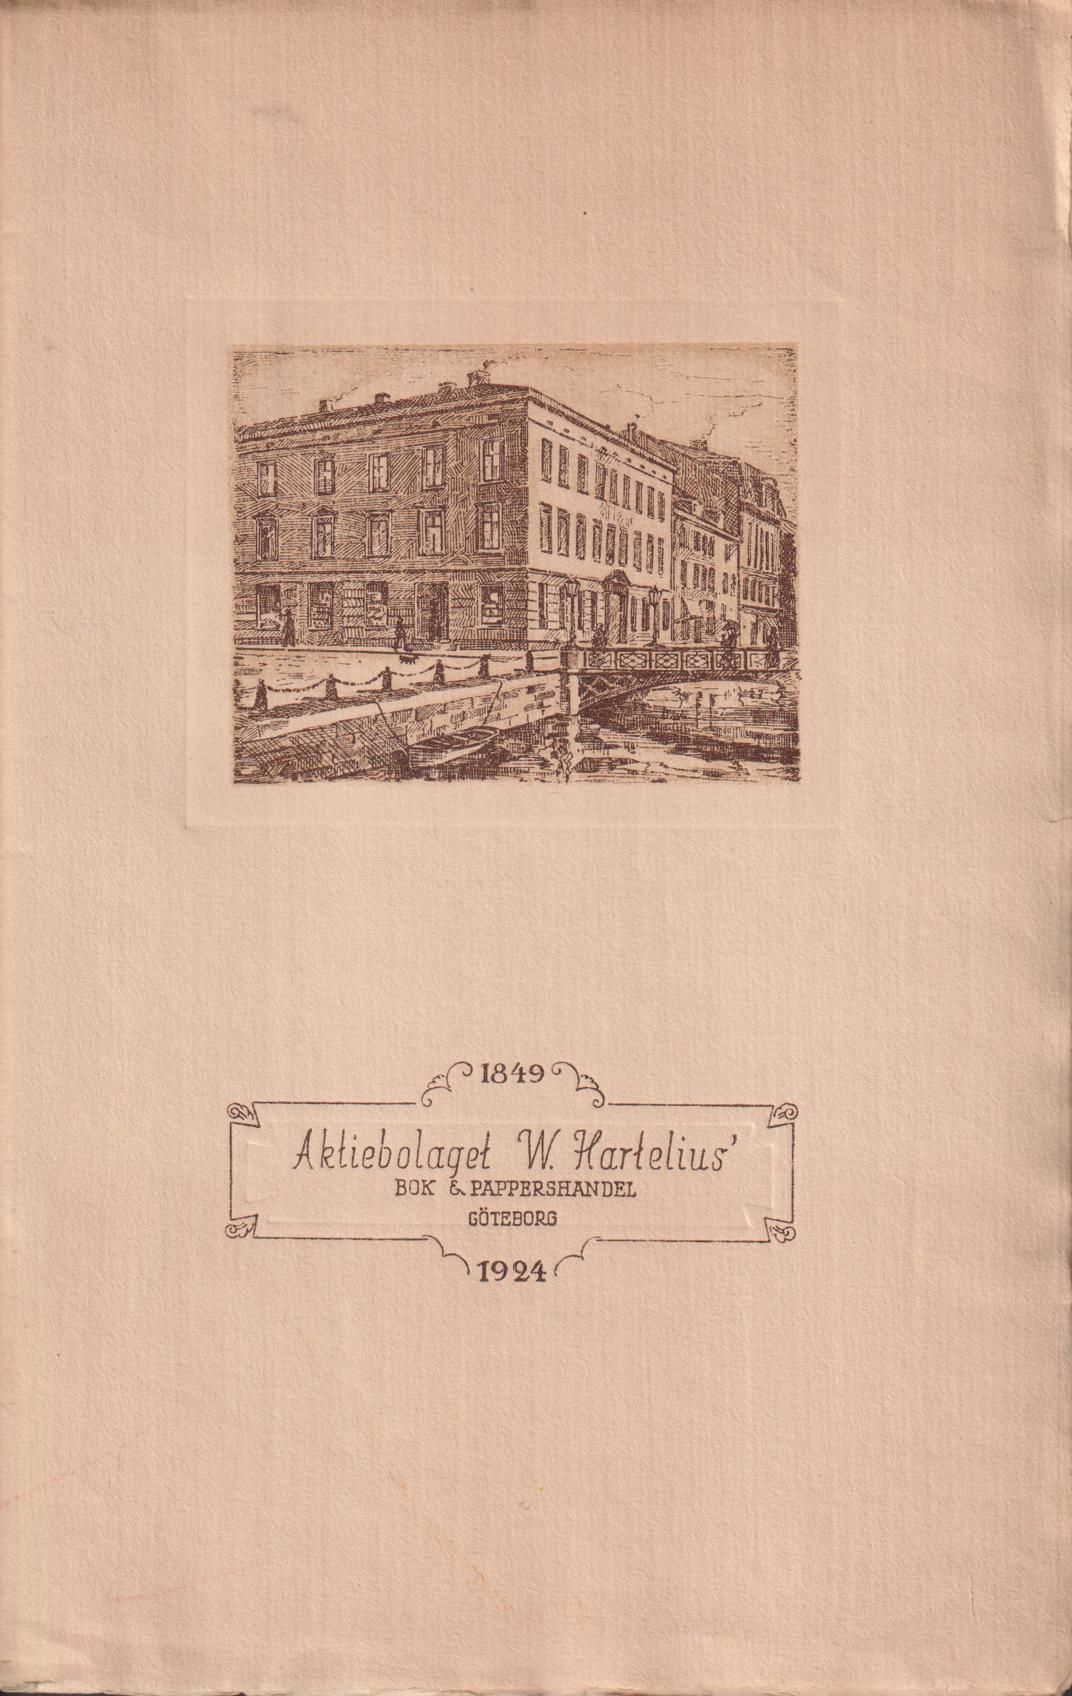 1849
Aktiebolaget W. Hartelius'
BOK & PAPPERSHANDEL
GÖTEBORG
1924